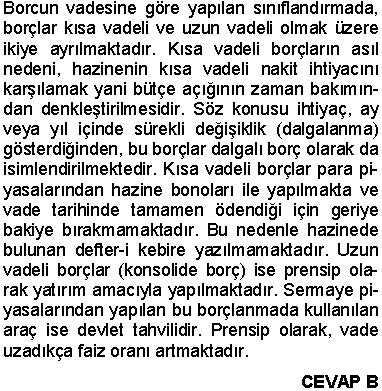 Borcun vadesine göre yapılan sınıflandırmada,
borçlar kısa vadeli ve uzun vadeli olmak üzere
ikiye ayrılmaktadır. Kısa vadeli borçların asıl
nedeni, hazinenin kısa vadeli nakit ihtiyacını
karşılamak yani bütçe açığının zaman bakımın-
dan denkleştirilmesidir. Söz konusu ihtiyaç, ay
veya yıl içinde sürekli değişiklik (dalgalanma)
gösterdiğinden, bu borçlar dalgalı borç olarak da
isimlendirilmektedir. Kısa vadeli borçlar para pi-
yasalarından hazine bonoları ile yapılmakta ve
vade tarihinde tamamen ödendiği için geriye
bakiye bırakmamaktadır. Bu nedenle hazinede
bulunan defter-i kebire yazılmamaktadır. Uzun
vadeli borçlar (konsolide borç) ise prensip ola-
rak yatırım amacıyla yapılmaktadır. Sermaye pi-
yasalarından yapılan bu borçlanmada kullanılan
araç ise devlet tahvilidir. Prensip olarak, vade
uzadıkça faiz oranı artmaktadır.
CEVAP B